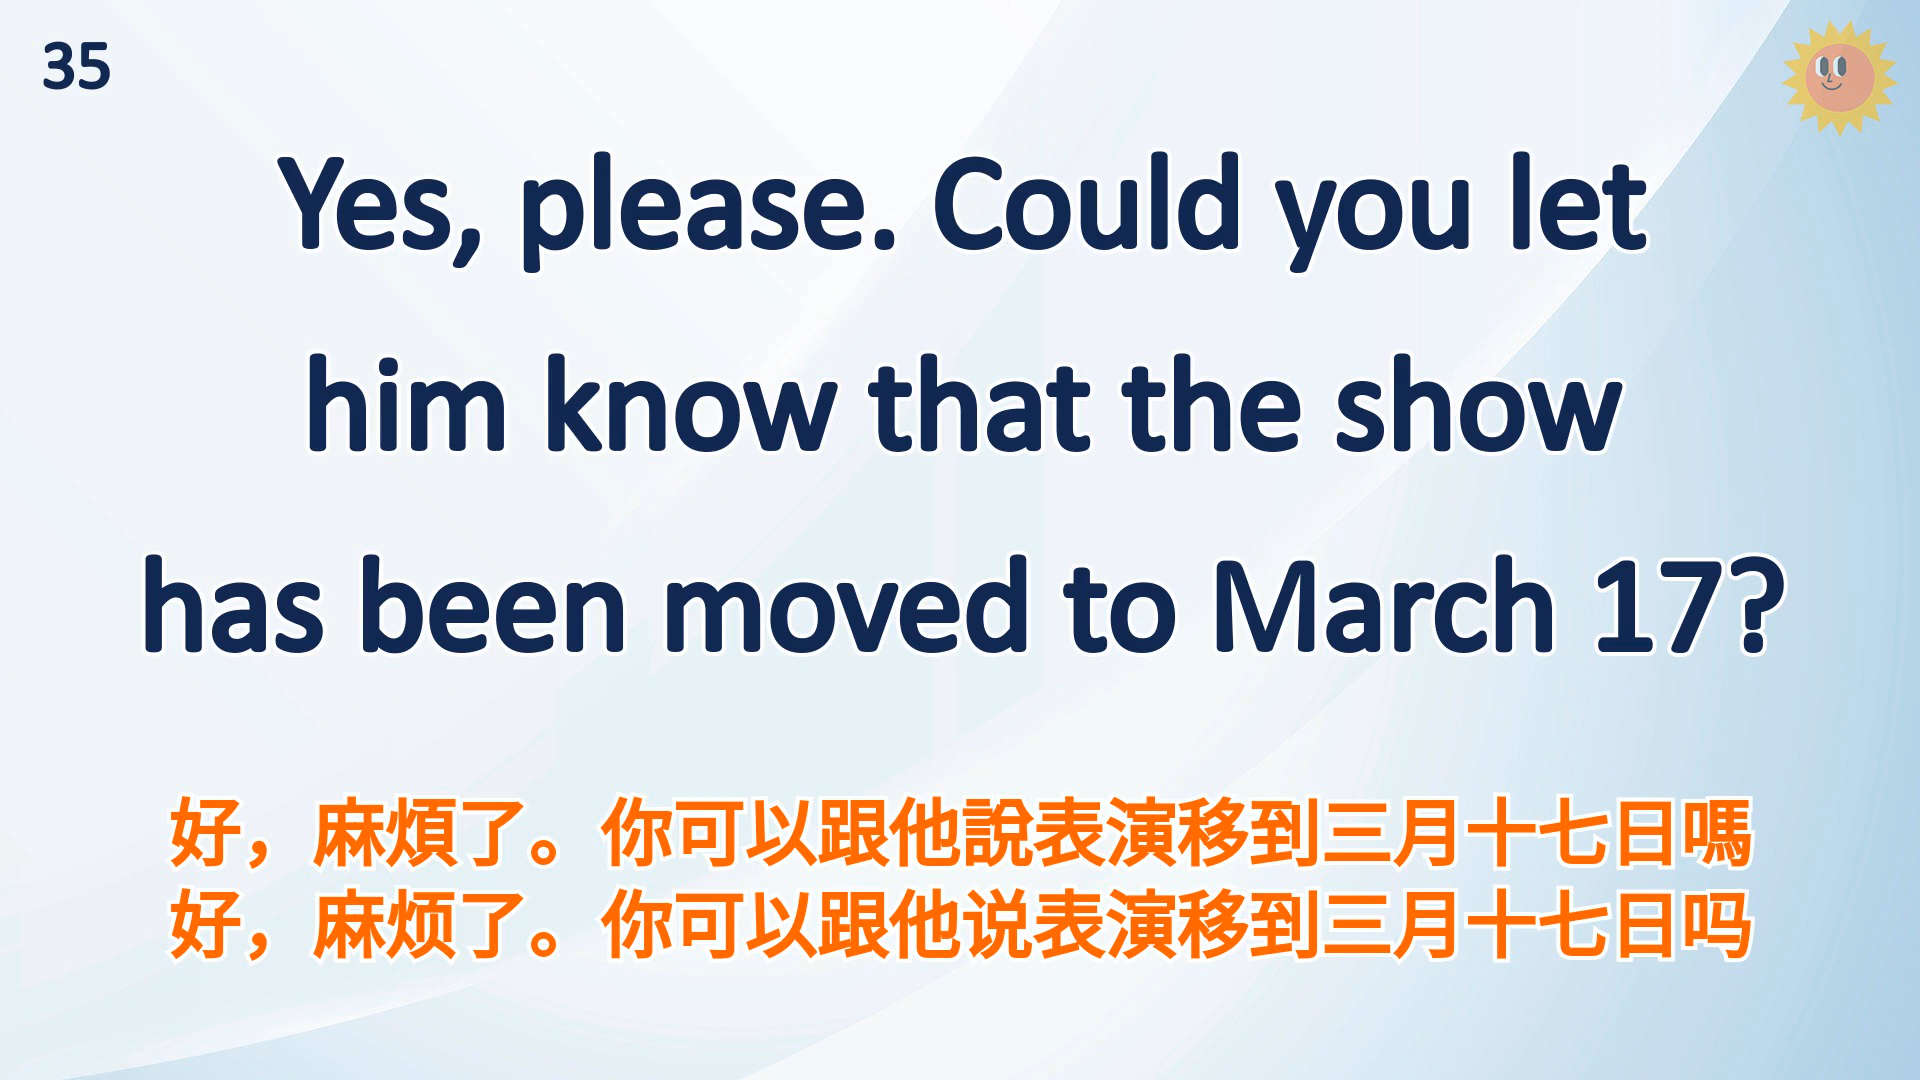 35
Yes, please. Could you let
him know that the show
has been moved to March 17?
好，麻煩了。你可以跟他說表演移到三月十七日嗎
好，麻烦了。你可以跟他说表演移到三月十七日吗